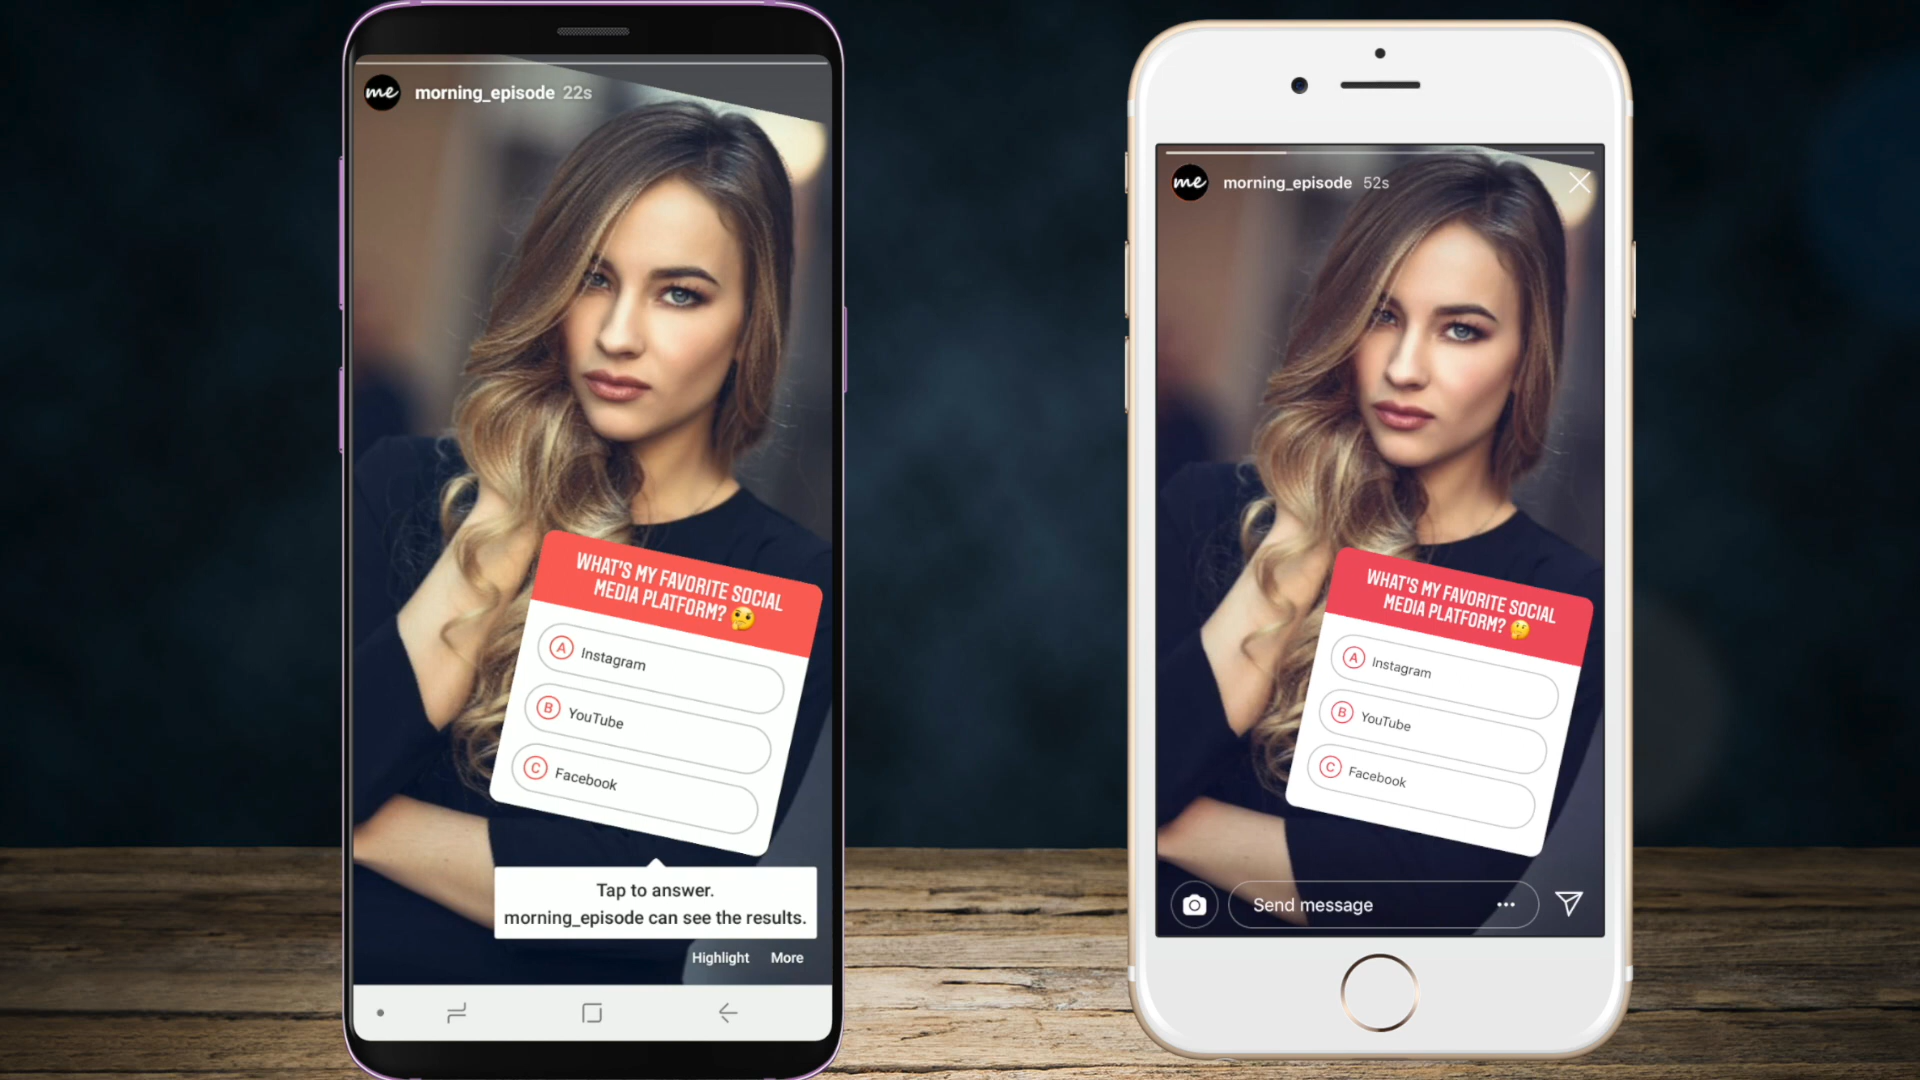 me morning_episode 22s
WHAT'S MY FAVORITE SOCIAL
MEDIA PLATFORM? 🤔
A Instagram
B YouTube
C Facebook
Tap to answer.
morning_episode can see the results.
Highlight More
me morning_episode 52s
WHAT'S MY FAVORITE SOCIAL
MEDIA PLATFORM? 🤔
A Instagram
B YouTube
C Facebook
Send message